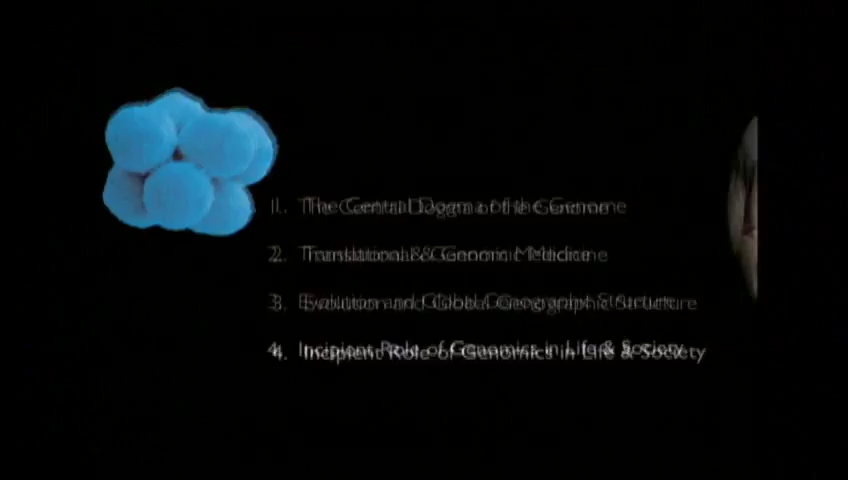 1. The Central Dogma of the Genome
2. Translational & Genomic Medicine
3. Evolution and Global Geographic Structure
4. Incipient Role of Genomics in Life & Society